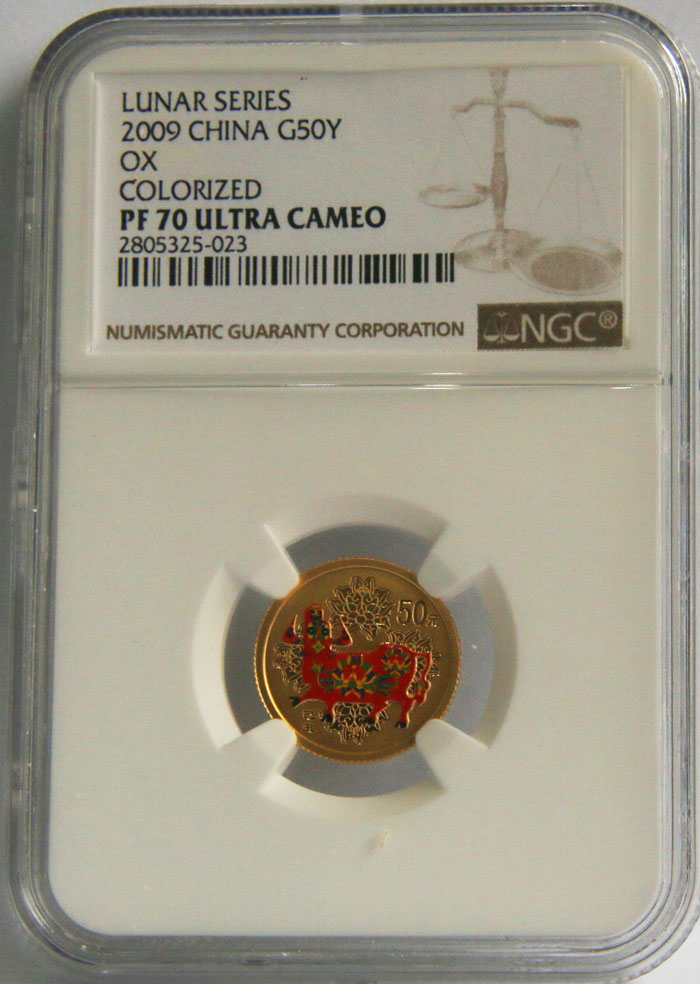 LUNAR SERIES
2009 CHINA G50Y
OX
COLORIZED
PF 70 ULTRA CAMEO
2805325-023
NUMISMATIC GUARANTY CORPORATION
NGC®
50元